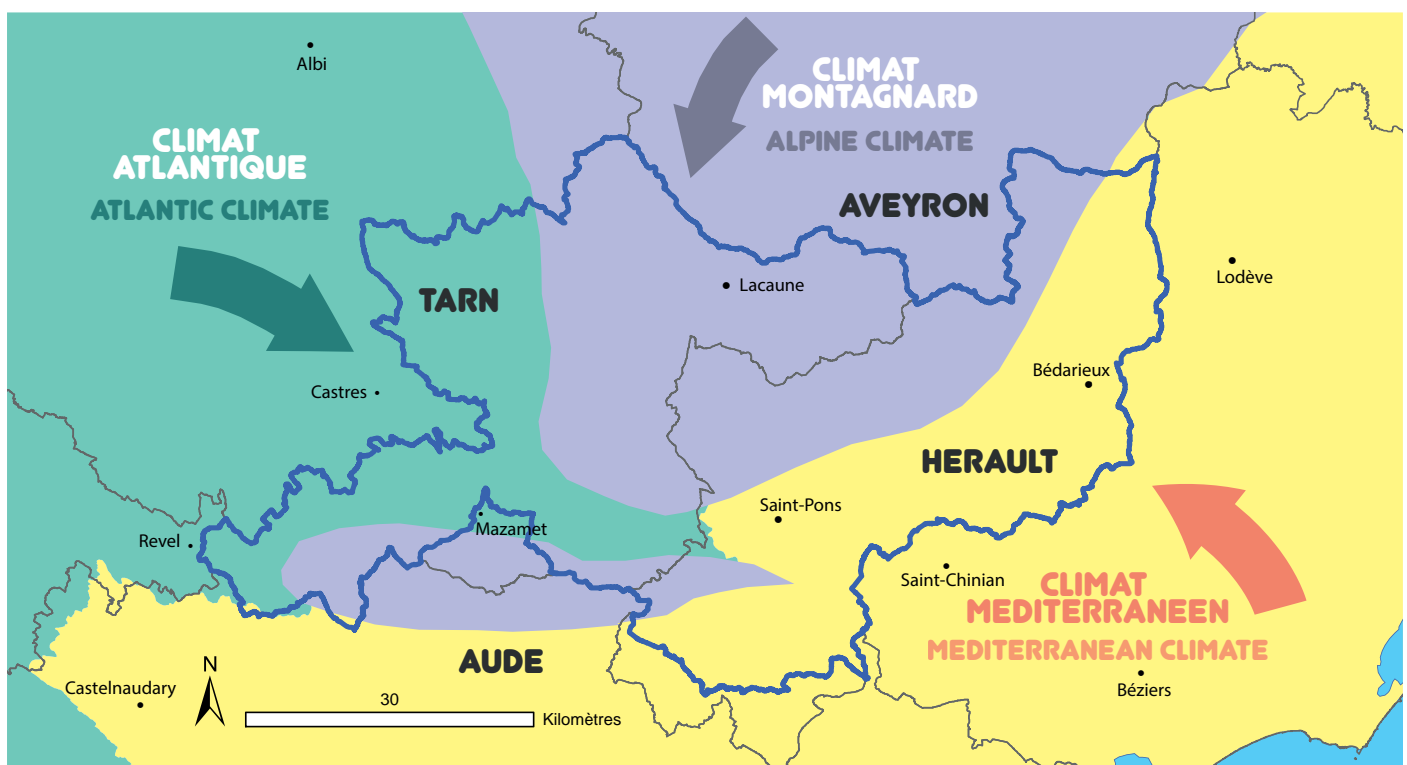 Albi
CLIMAT
MONTAGNARD
ALPINE CLIMATE
CLIMAT
ATLANTIQUE
ATLANTIC CLIMATE
AVEYRON
Lodève
TARN
Lacaune
Bédarieux
Castres
HERAULT
Saint-Pons
Mazamet
Revel
Saint-Chinian
CLIMAT
MEDITERRANEEN
MEDITERRANEAN CLIMATE
AUDE
N
Castelnaudary
Béziers
30
Kilomètres